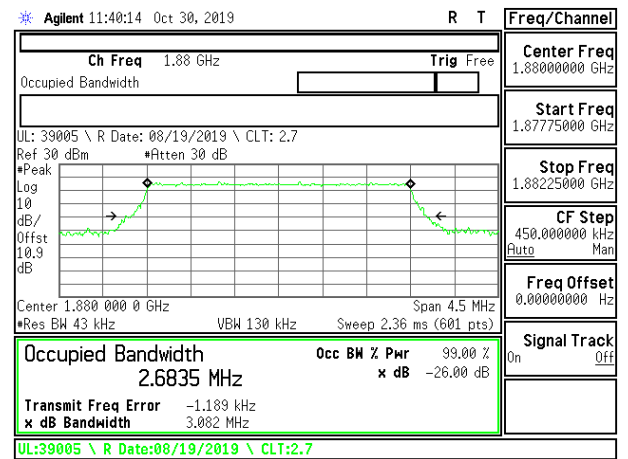 Agilent 11:40:14 Oct 30, 2019 R T
Freq/Channel
Ch Freq 1.88 GHz Trig Free
Occupied Bandwidth
Center Freq
1.88000000 GHz
Start Freq
1.87775000 GHz
Stop Freq
1.88225000 GHz
CF Step
450.000000 kHz
Auto Man
Freq Offset
0.00000000 Hz
Signal Track
On Off
UL: 39005 \ R Date: 08/19/2019 \ CLT: 2.7
Ref 30 dBm #Atten 30 dB
#Peak
Log
10
dB/
Offst
10.9
dB
Center 1.880 000 0 GHz Span 4.5 MHz
#Res BW 43 kHz VBW 130 kHz Sweep 2.36 ms (601 pts)
Occupied Bandwidth Occ BW % Pwr 99.00 %
2.6835 MHz x dB -26.00 dB
Transmit Freq Error -1.189 kHz
x dB Bandwidth 3.082 MHz
UL:39005 \ R Date:08/19/2019 \ CLT:2.7